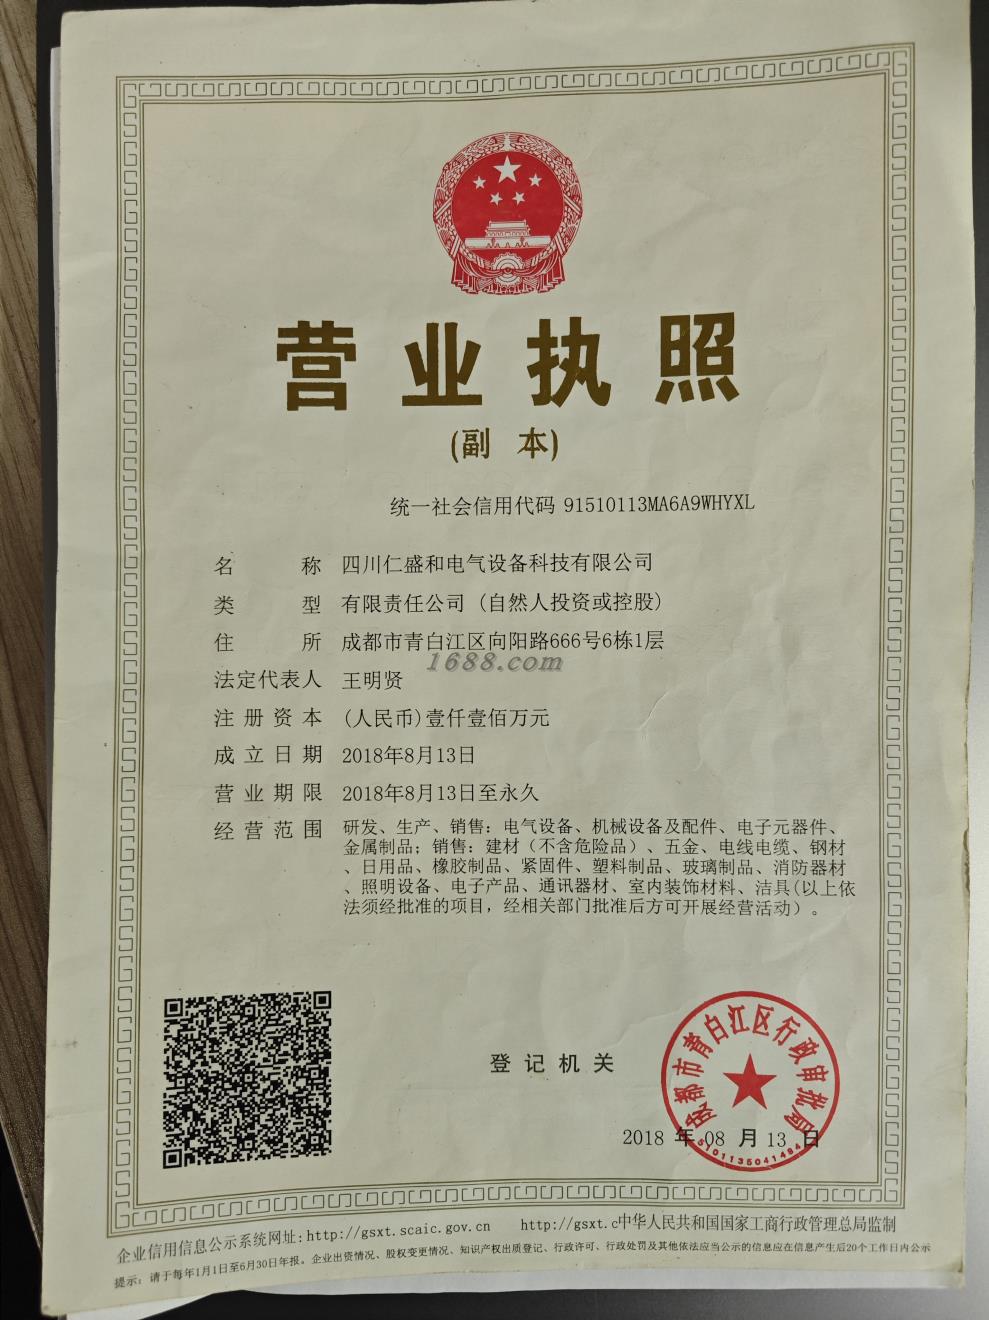 营业执照
(副 本)
统一社会信用代码 91510113MA6A9WHYXL
名 称 四川仁盛和电气设备科技有限公司
类 型 有限责任公司 (自然人投资或控股)
住 所 成都市青白江区向阳路666号6栋1层
1688.com
法定代表人 王明贤
注册资本 (人民币)壹仟壹佰万元
成立日期 2018年8月13日
营业期限 2018年8月13日至永久
经营范围 研发、生产、销售：电气设备、机械设备及配件、电子元器件、
金属制品；销售：建材（不含危险品）、五金、电线电缆、钢材
、日用品、橡胶制品、紧固件、塑料制品、玻璃制品、消防器材
、照明设备、电子产品、通讯器材、室内装饰材料、洁具(以上依
法须经批准的项目，经相关部门批准后方可开展经营活动）。
成都市青白江区行政审批局
登记机关
2018 年 08 月 13 日
5101135041484
企业信用信息公示系统网址：http://gsxt.scaic.gov.cn http://gsxt.c中华人民共和国国家工商行政管理总局监制
提示：请于每年1月1日至6月30日年报。企业出资情况、股权变更情况、知识产权出质登记、行政许可、行政处罚及其他依法应当公示的信息应在信息产生后20个工作日内公示